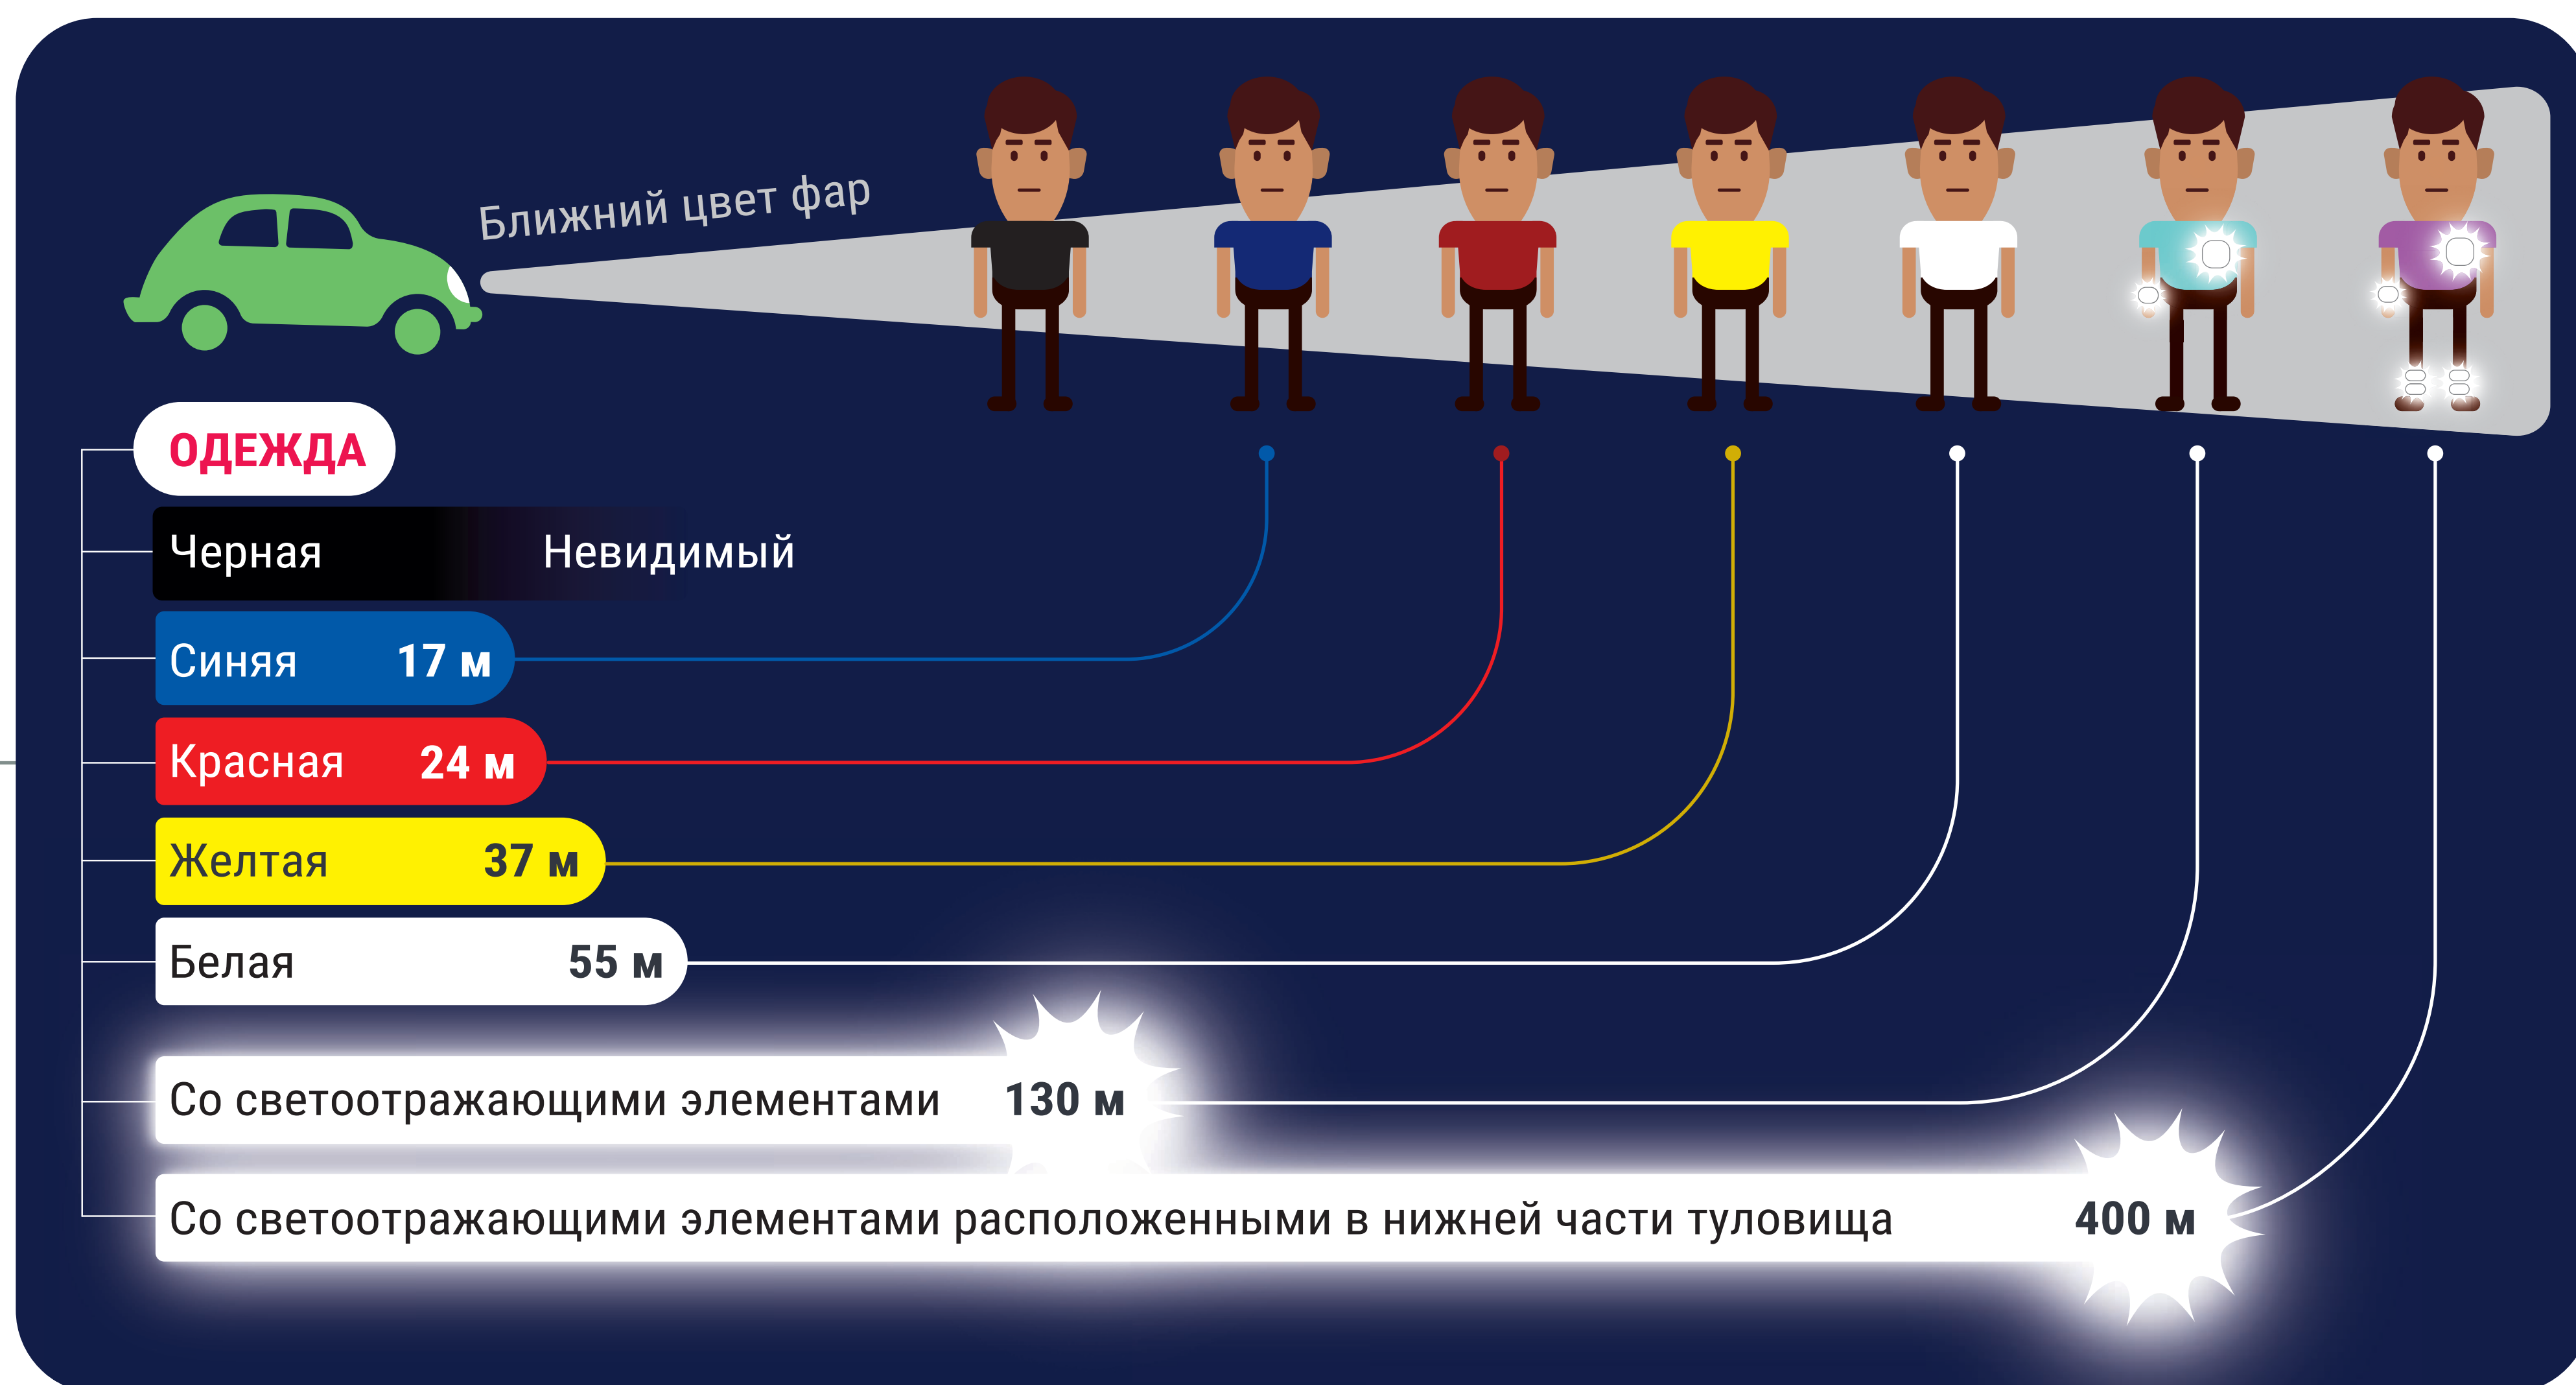 Ближний цвет фар
ОДЕЖДА
Черная Невидимый
Синяя 17 м
Красная 24 м
Желтая 37 м
Белая 55 м
Со светоотражающими элементами 130 м
Со светоотражающими элементами расположенными в нижней части туловища 400 м